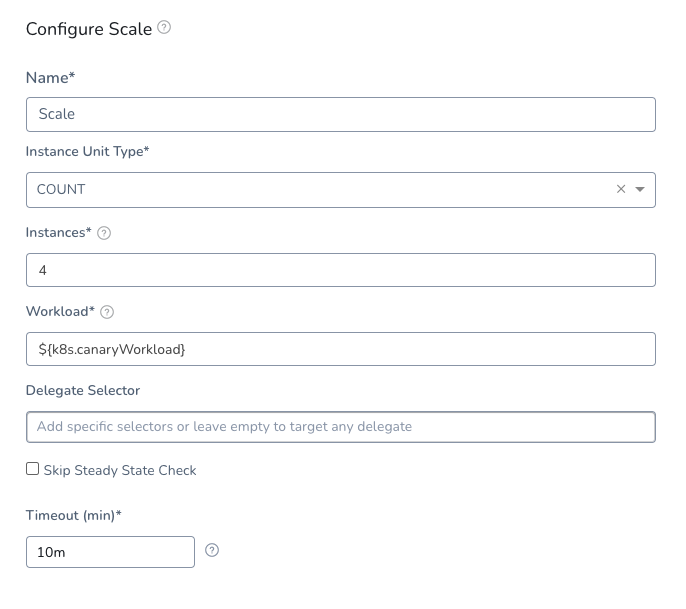 Configure Scale ?
Name*
Scale
Instance Unit Type*
COUNT
Instances* ?
4
Workload* ?
${k8s.canaryWorkload}
Delegate Selector
Add specific selectors or leave empty to target any delegate
Skip Steady State Check
Timeout (min)*
10m ?